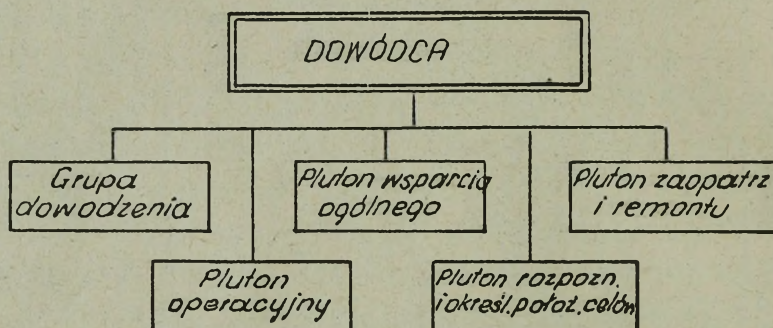 DOWÓDCA
Grupa
dowodzenia
Pluton wsparcia
ogólnego
Pluton zaopatrz
i remontu
Pluton
operacyjny
Pluton rozpozn.
i określ. położ. celów